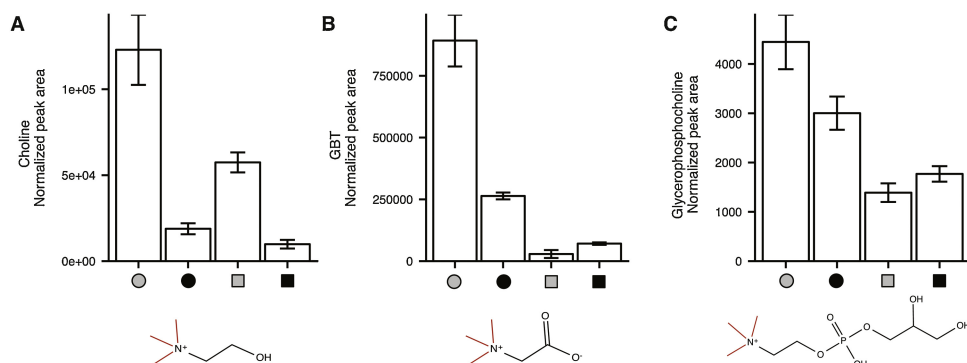 A
Choline
Normalized peak area
1e+05
5e+04
0e+00
N+
OH
B
GBT
Normalized peak area
750000
500000
250000
0
N+
O
O-
C
Glycerophosphocholine
Normalized peak area
4000
3000
2000
1000
0
N+
O
O
P
OH
O
OH
OH